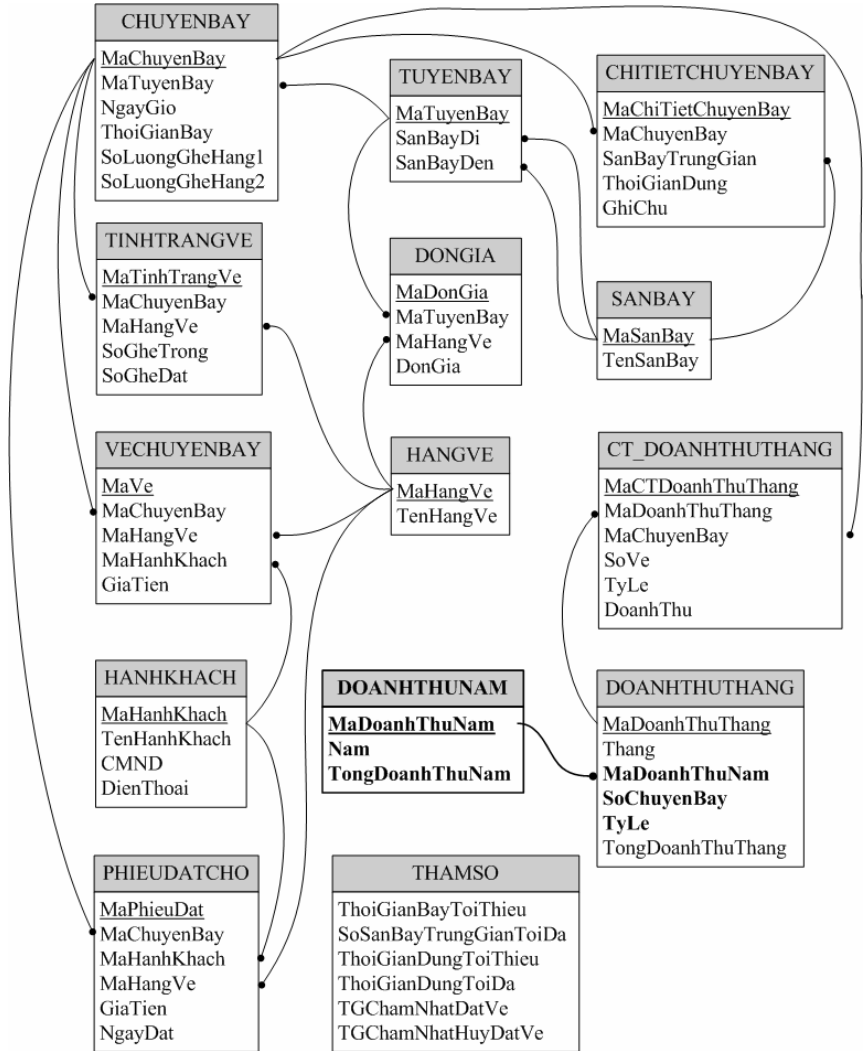 CHUYENBAY
MaChuyenBay
MaTuyenBay
NgayGio
ThoiGianBay
SoLuongGheHang1
SoLuongGheHang2
TUYENBAY
MaTuyenBay
SanBayDi
SanBayDen
CHITIETCHUYENBAY
MaChiTietChuyenBay
MaChuyenBay
SanBayTrungGian
ThoiGianDung
GhiChu
TINHTRANGVE
MaTinhTrangVe
MaChuyenBay
MaHangVe
SoGheTrong
SoGheDat
DONGIA
MaDonGia
MaTuyenBay
MaHangVe
DonGia
SANBAY
MaSanBay
TenSanBay
VECHUYENBAY
MaVe
MaChuyenBay
MaHangVe
MaHanhKhach
GiaTien
HANGVE
MaHangVe
TenHangVe
CT_DOANHTHUTHANG
MaCTDoanhThuThang
MaDoanhThuThang
MaChuyenBay
SoVe
TyLe
DoanhThu
HANHKHACH
MaHanhKhach
TenHanhKhach
CMND
DienThoai
DOANHTHUNAM
MaDoanhThuNam
Nam
TongDoanhThuNam
DOANHTHUTHANG
MaDoanhThuThang
Thang
MaDoanhThuNam
SoChuyenBay
TyLe
TongDoanhThuThang
PHIEUDATCHO
MaPhieuDat
MaChuyenBay
MaHanhKhach
MaHangVe
GiaTien
NgayDat
THAMSO
ThoiGianBayToiThieu
SoSanBayTrungGianToiDa
ThoiGianDungToiThieu
ThoiGianDungToiDa
TGChamNhatDatVe
TGChamNhatHuyDatVe